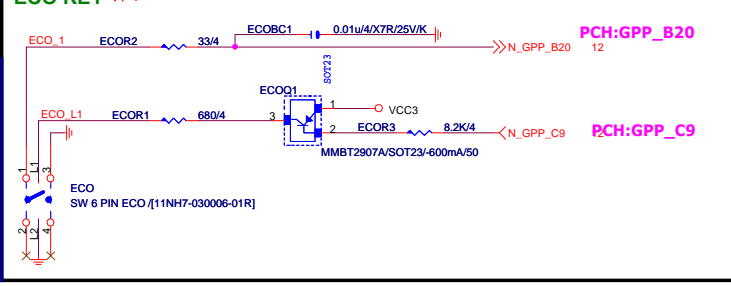 ECOBC1 0.01u/4/X7R/25V/K
PCH:GPP_B20
ECO_1 ECOR2 33/4
N_GPP_B20 12
SOT23
ECOQ1
1 VCC3
ECO_L1 ECOR1 680/4 3
2 ECOR3 8.2K/4 N_GPP_C9
PCH:GPP_C9
MMBT2907A/SOT23/-600mA/50
1 L1 3
ECO
SW 6 PIN ECO /[11NH7-030006-01R]
2 L2 4